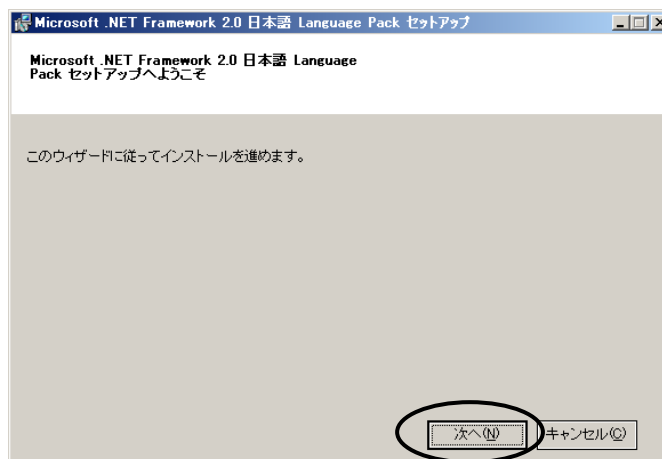 Microsoft .NET Framework 2.0 日本語 Language Pack セットアップ
Microsoft .NET Framework 2.0 日本語 Language
Pack セットアップへようこそ
このウィザードに従ってインストールを進めます。
次へ(N) キャンセル(C)